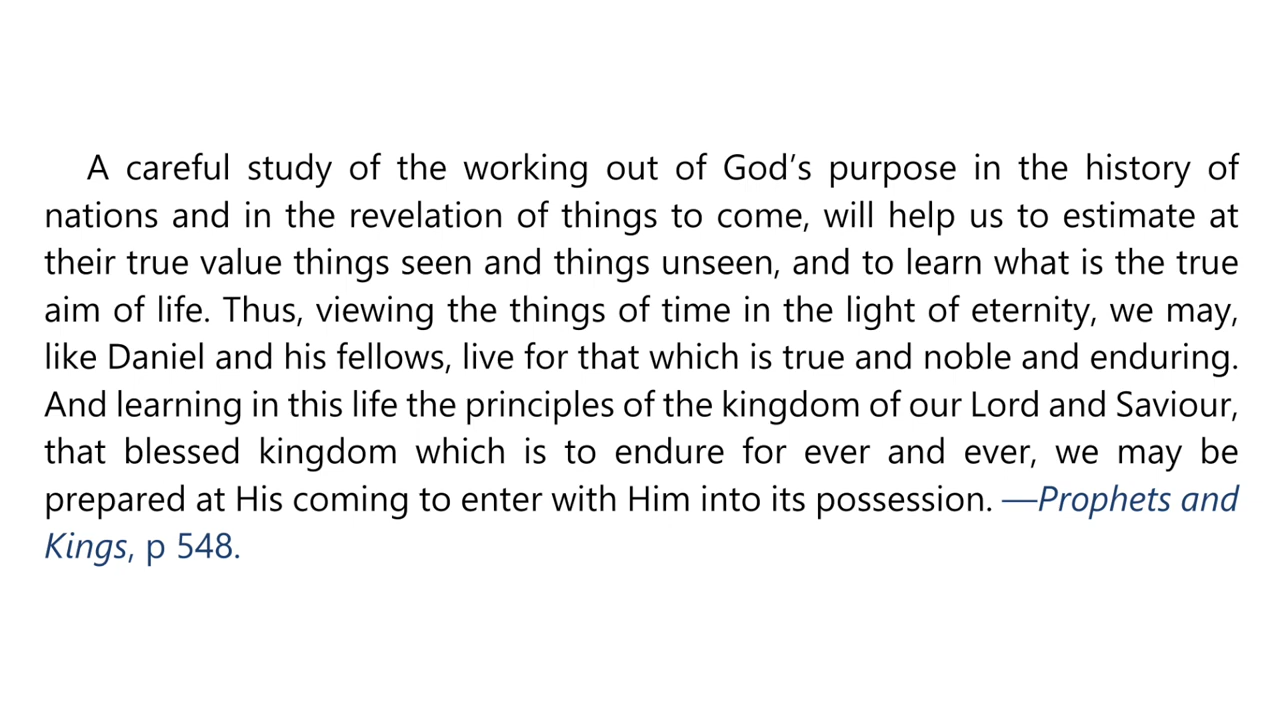 A careful study of the working out of God’s purpose in the history of
nations and in the revelation of things to come, will help us to estimate at
their true value things seen and things unseen, and to learn what is the true
aim of life. Thus, viewing the things of time in the light of eternity, we may,
like Daniel and his fellows, live for that which is true and noble and enduring.
And learning in this life the principles of the kingdom of our Lord and Saviour,
that blessed kingdom which is to endure for ever and ever, we may be
prepared at His coming to enter with Him into its possession. —Prophets and
Kings, p 548.